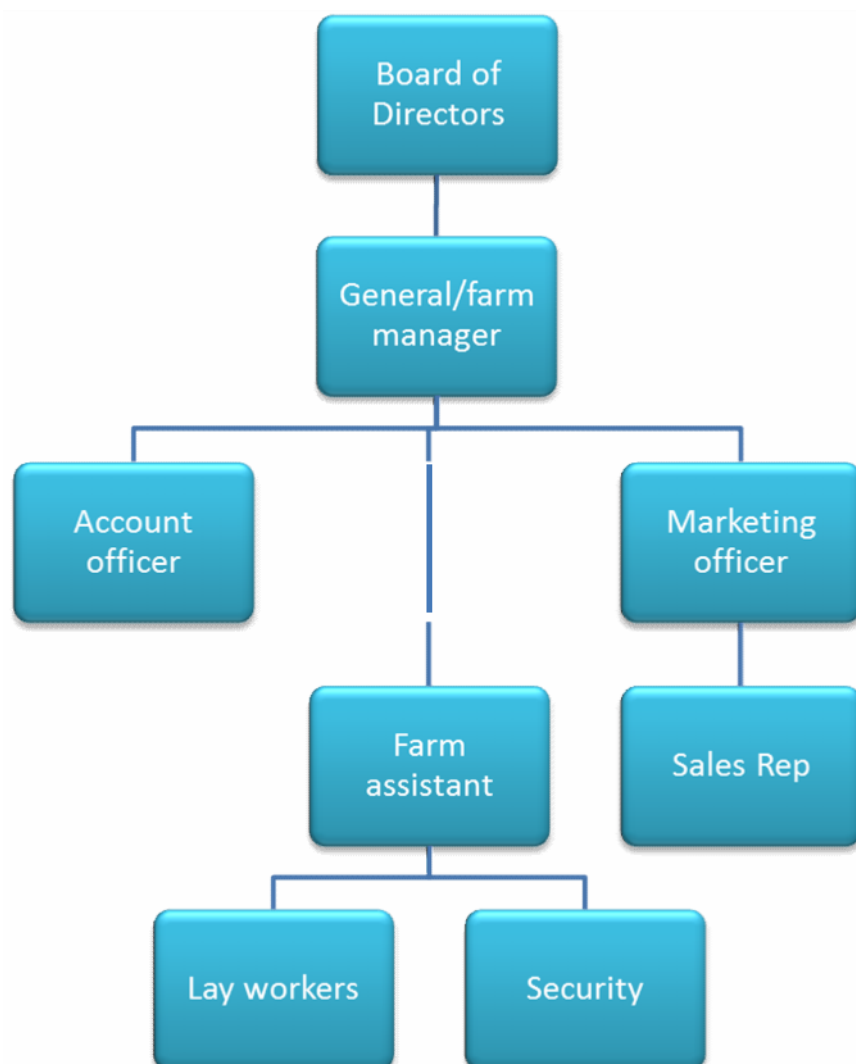 Board of
Directors
General/farm
manager
Account
officer
Marketing
officer
Farm
assistant
Sales Rep
Lay workers
Security